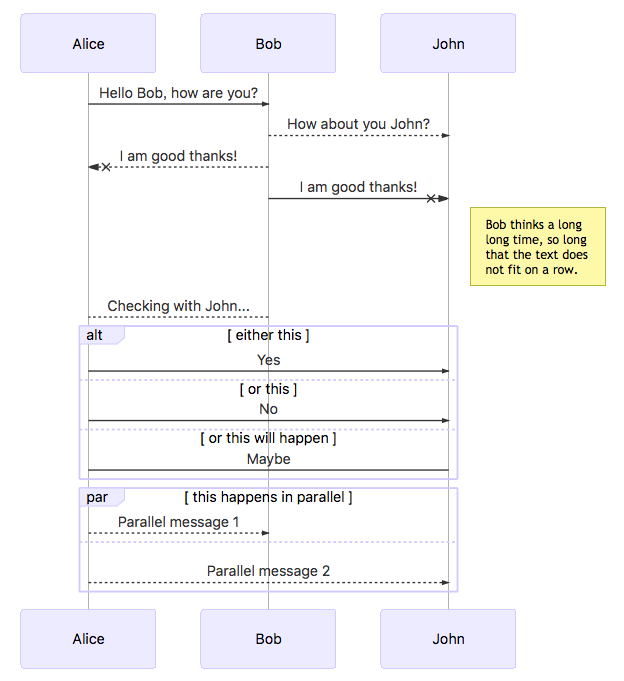 Alice
Bob
John
Hello Bob, how are you?
How about you John?
I am good thanks!
I am good thanks!
Bob thinks a long
long time, so long
that the text does
not fit on a row.
Checking with John...
alt
[ either this ]
Yes
[ or this ]
No
[ or this will happen ]
Maybe
par
[ this happens in parallel ]
Parallel message 1
Parallel message 2
Alice
Bob
John